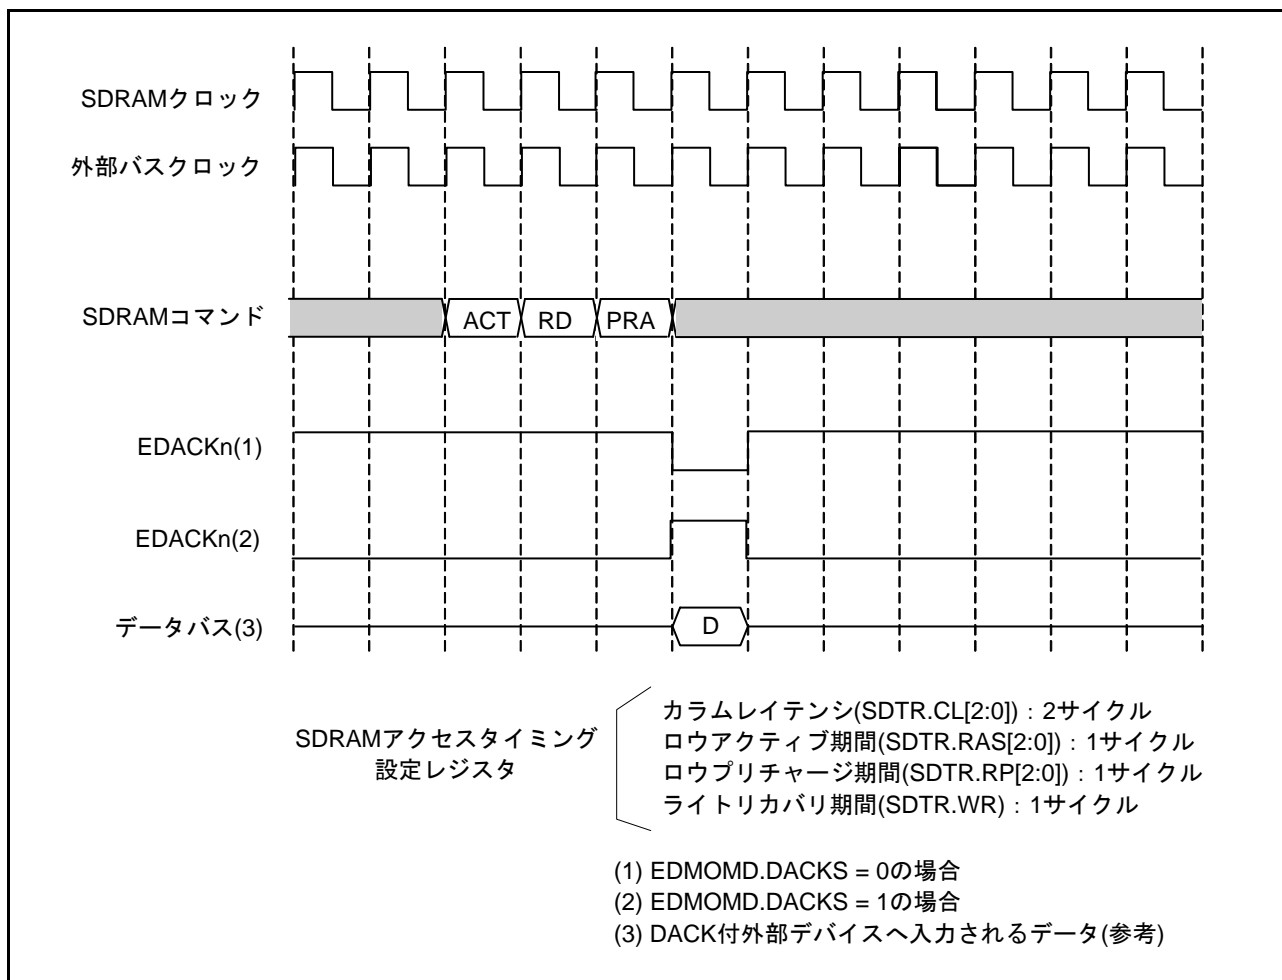 SDRAMクロック
外部バスクロック
SDRAMコマンド
ACT RD PRA
EDACKn(1)
EDACKn(2)
データバス(3)
D
SDRAMアクセスタイミング
設定レジスタ
カラムレイテンシ(SDTR.CL[2:0])：2サイクル
ロウアクティブ期間(SDTR.RAS[2:0])：1サイクル
ロウプリチャージ期間(SDTR.RP[2:0])：1サイクル
ライトリカバリ期間(SDTR.WR)：1サイクル
(1) EDMOMD.DACKS = 0の場合
(2) EDMOMD.DACKS = 1の場合
(3) DACK付外部デバイスへ入力されるデータ(参考)